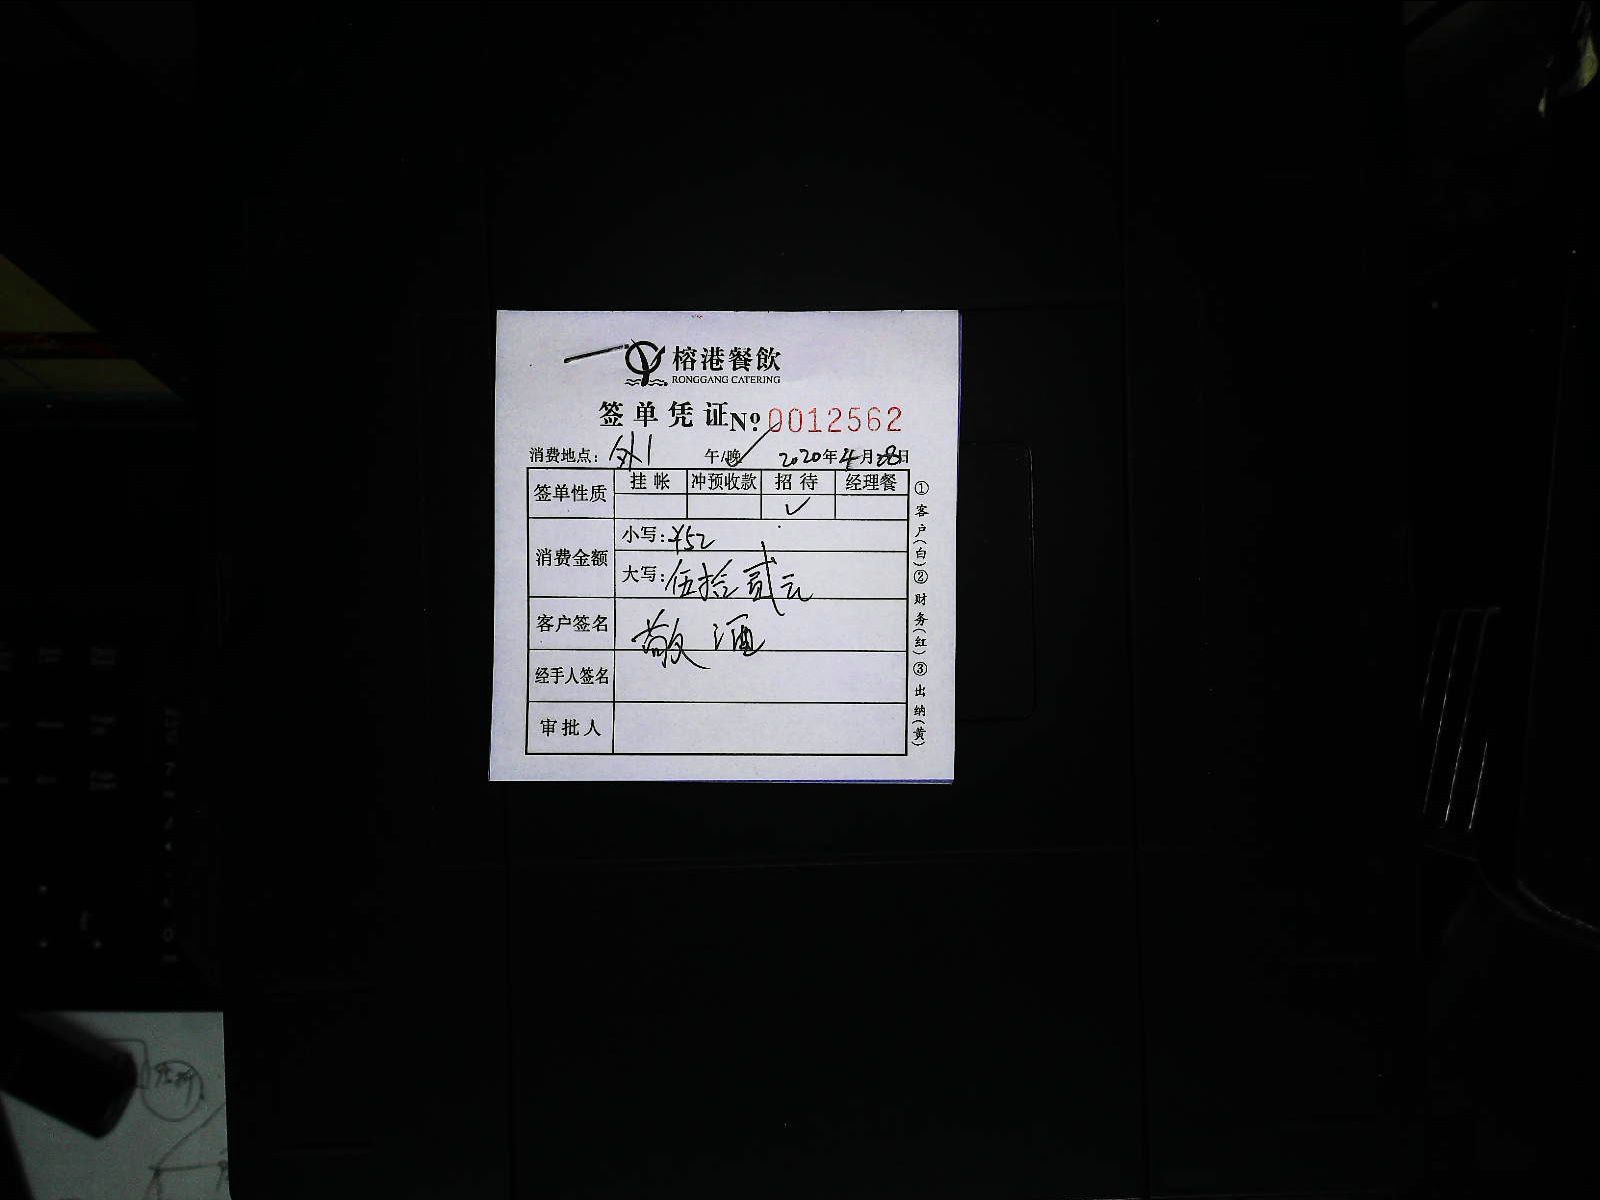 榕港餐飲
RONGGANG CATERING
签单凭证 Nº 0012562
消费地点: 外1 午/晚 2020年4月28日
签单性质 挂帐 冲预收款 招待 经理餐
✓
消费金额 小写: ¥52
大写: 伍拾贰元
客户签名 敬酒
经手人签名
审批人
①客户(白)②财务(红)③出纳(黄)